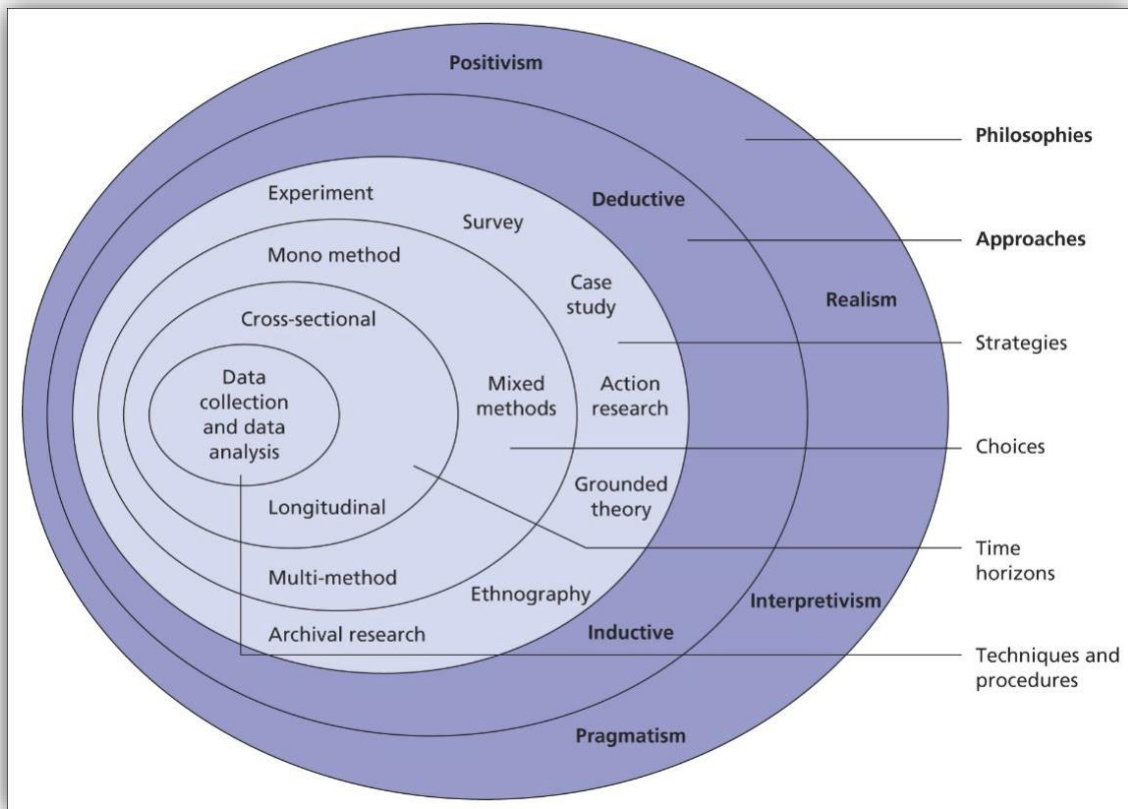 Positivism
Philosophies
Experiment
Deductive
Survey
Approaches
Mono method
Case
study
Realism
Cross-sectional
Strategies
Data
collection
and data
analysis
Mixed
methods
Action
research
Choices
Grounded
theory
Longitudinal
Time
horizons
Multi-method
Ethnography
Interpretivism
Archival research
Inductive
Techniques and
procedures
Pragmatism